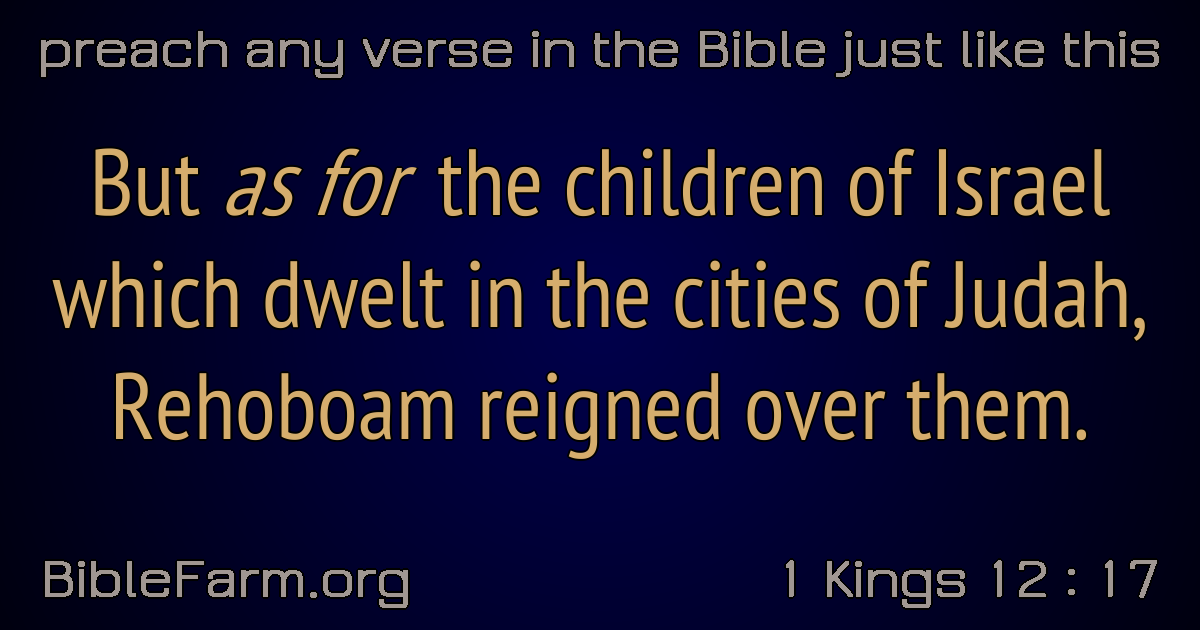 preach any verse in the Bible just like this
But as for the children of Israel
which dwelt in the cities of Judah,
Rehoboam reigned over them.
BibleFarm.org
1 Kings 12 : 17